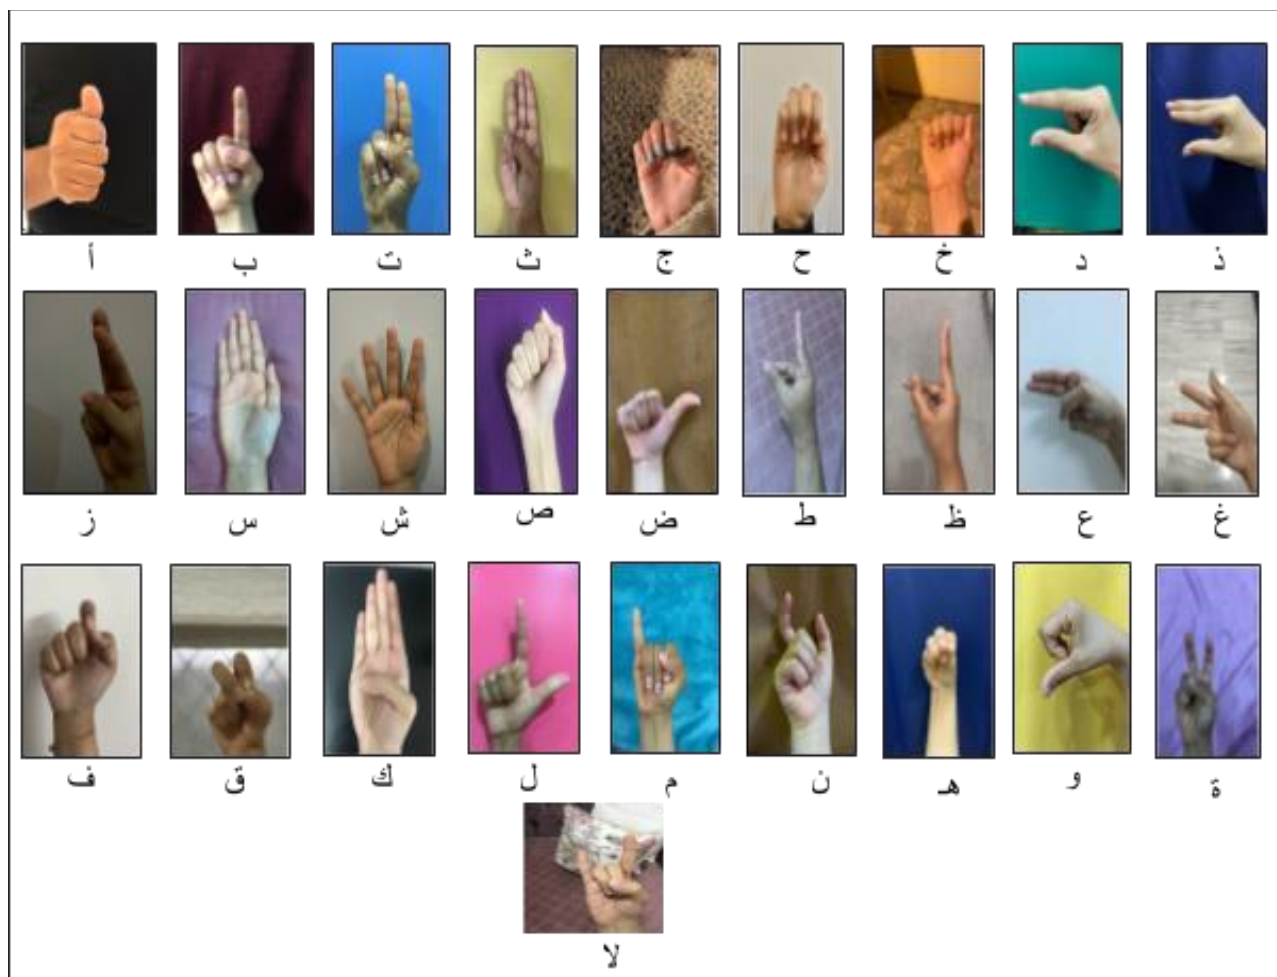 أ ب ت ث ج ح خ د ذ
ز س ش ص ض ط ظ ع غ
ف ق ك ل م ن هـ و ة
لا